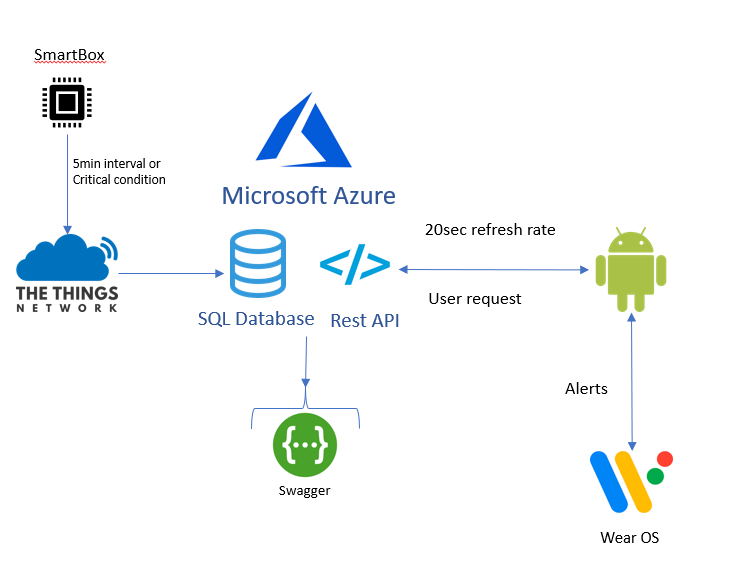 SmartBox
5min interval or
Critical condition
Microsoft Azure
20sec refresh rate
THE THINGS
NETWORK
</>
User request
SQL Database
Rest API
Alerts
{...}
Swagger
Wear OS